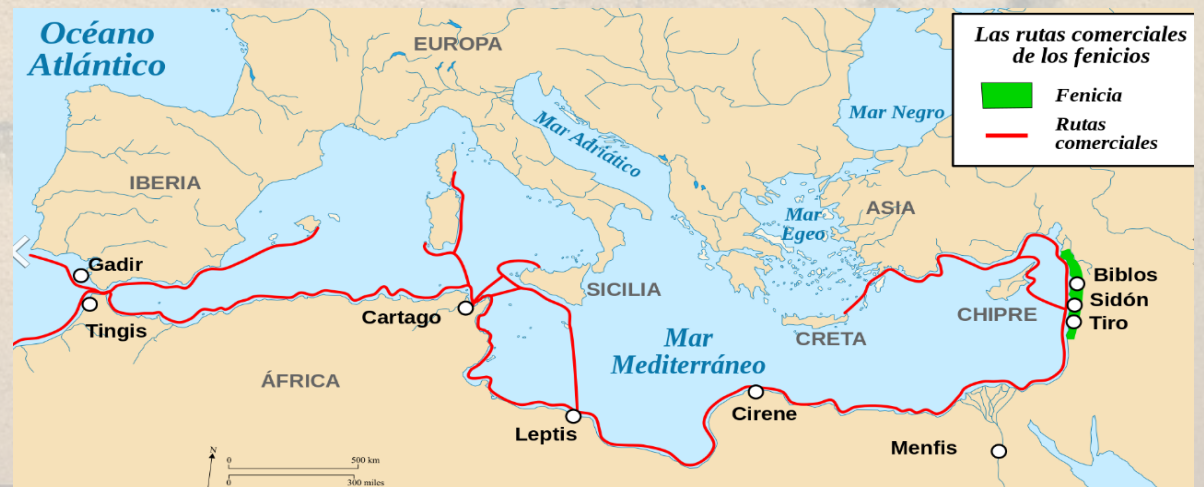 Océano
Atlántico
EUROPA
Las rutas comerciales
de los fenicios
Fenicia
Rutas
comerciales
Mar Negro
Mar Adriático
IBERIA
ASIA
Mar
Egeo
Gadir
Biblos
SICILIA
Sidón
Tingis
Cartago
CHIPRE
Tiro
CRETA
Mar
Mediterráneo
ÁFRICA
Cirene
Leptis
Menfis
N
0
500 km
0
300 miles